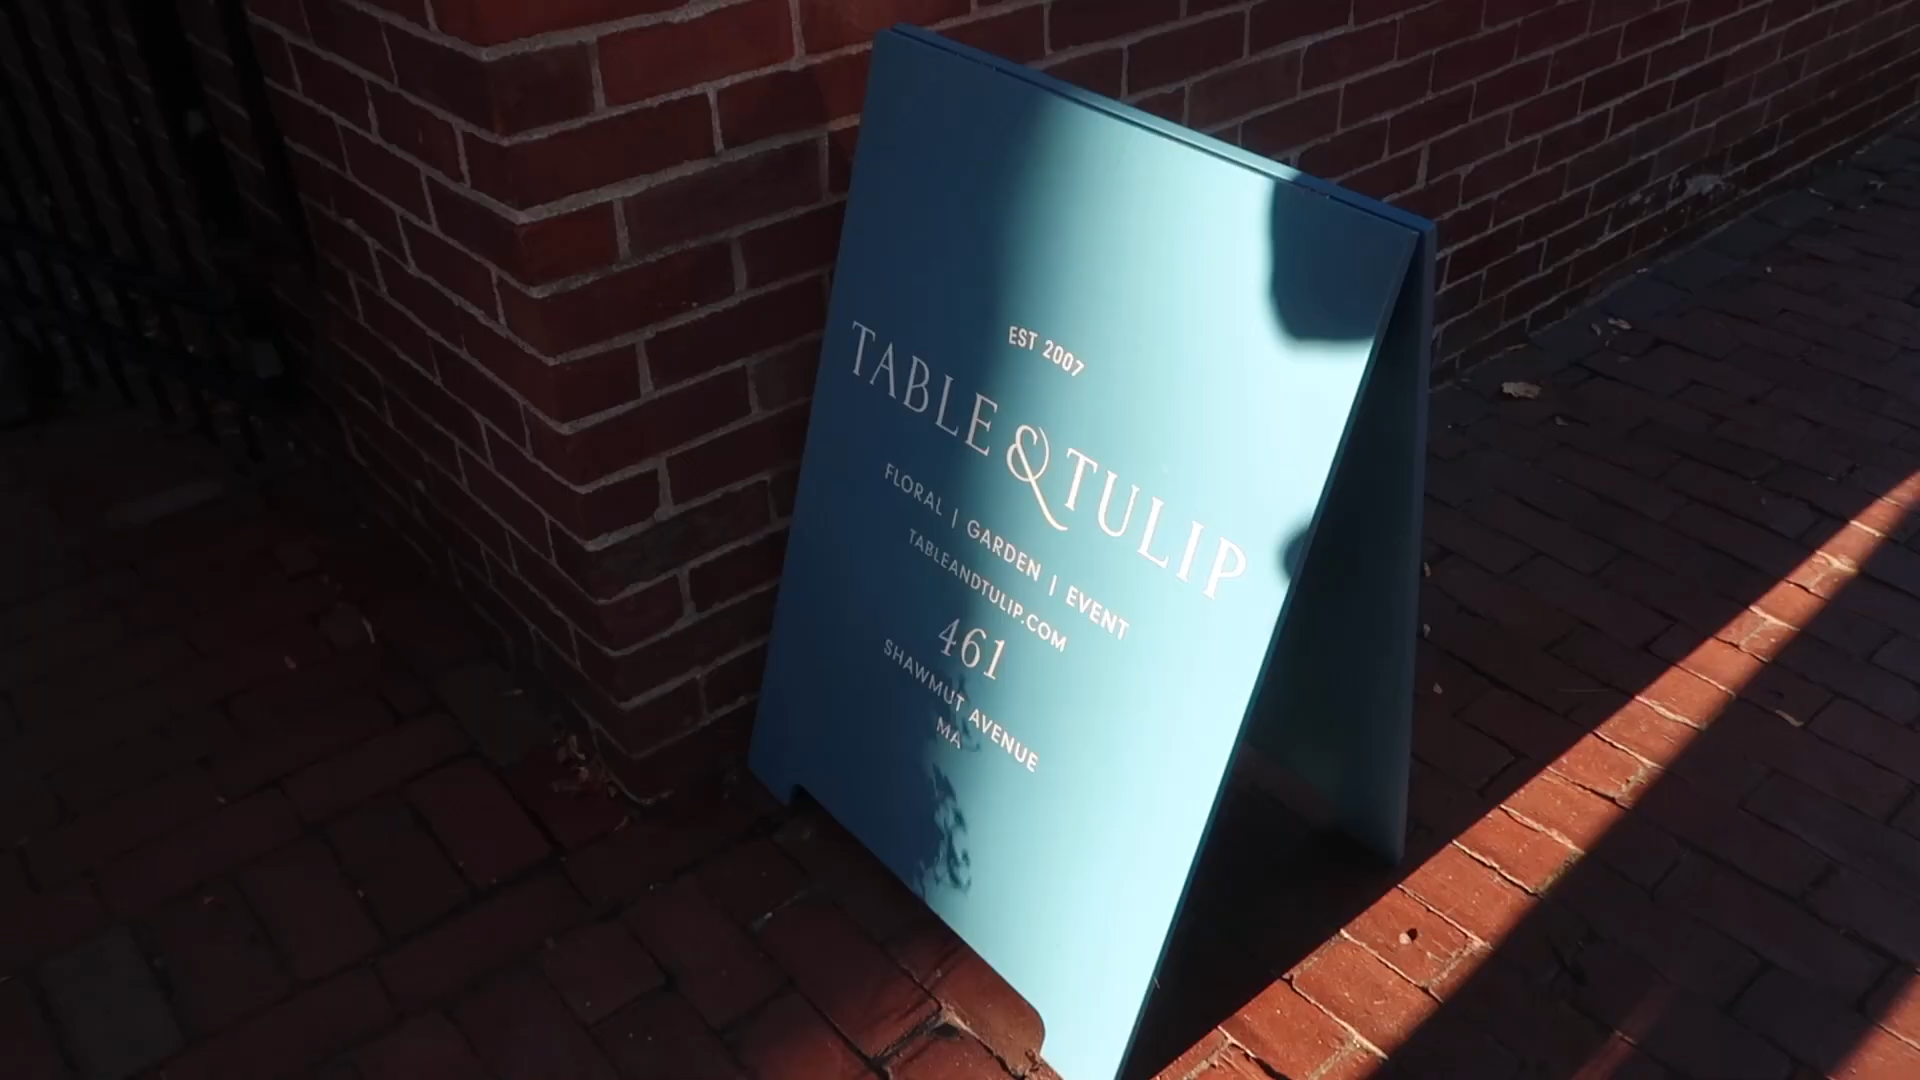 EST 2007
TABLE & TULIP
FLORAL | GARDEN | EVENT
TABLEANDTULIP.COM
461
SHAWMUT AVENUE
MA